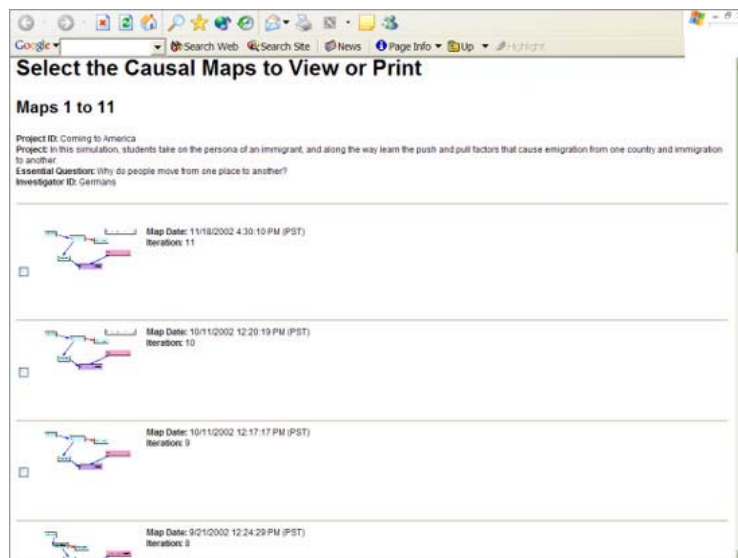 Google Search Web Search Site News Page Info Up Highlight
Select the Causal Maps to View or Print
Maps 1 to 11
Project ID: Coming to America
Project: In this simulation, students take on the persona of an immigrant, and along the way learn the push and pull factors that cause emigration from one country and immigration
to another.
Essential Question: Why do people move from one place to another?
Investigator ID: Germans
Map Date: 11/18/2002 4:30:10 PM (PST)
Iteration: 11
Map Date: 10/11/2002 12:20:19 PM (PST)
Iteration: 10
Map Date: 10/11/2002 12:17:17 PM (PST)
Iteration: 9
Map Date: 9/21/2002 12:24:29 PM (PST)
Iteration: 8